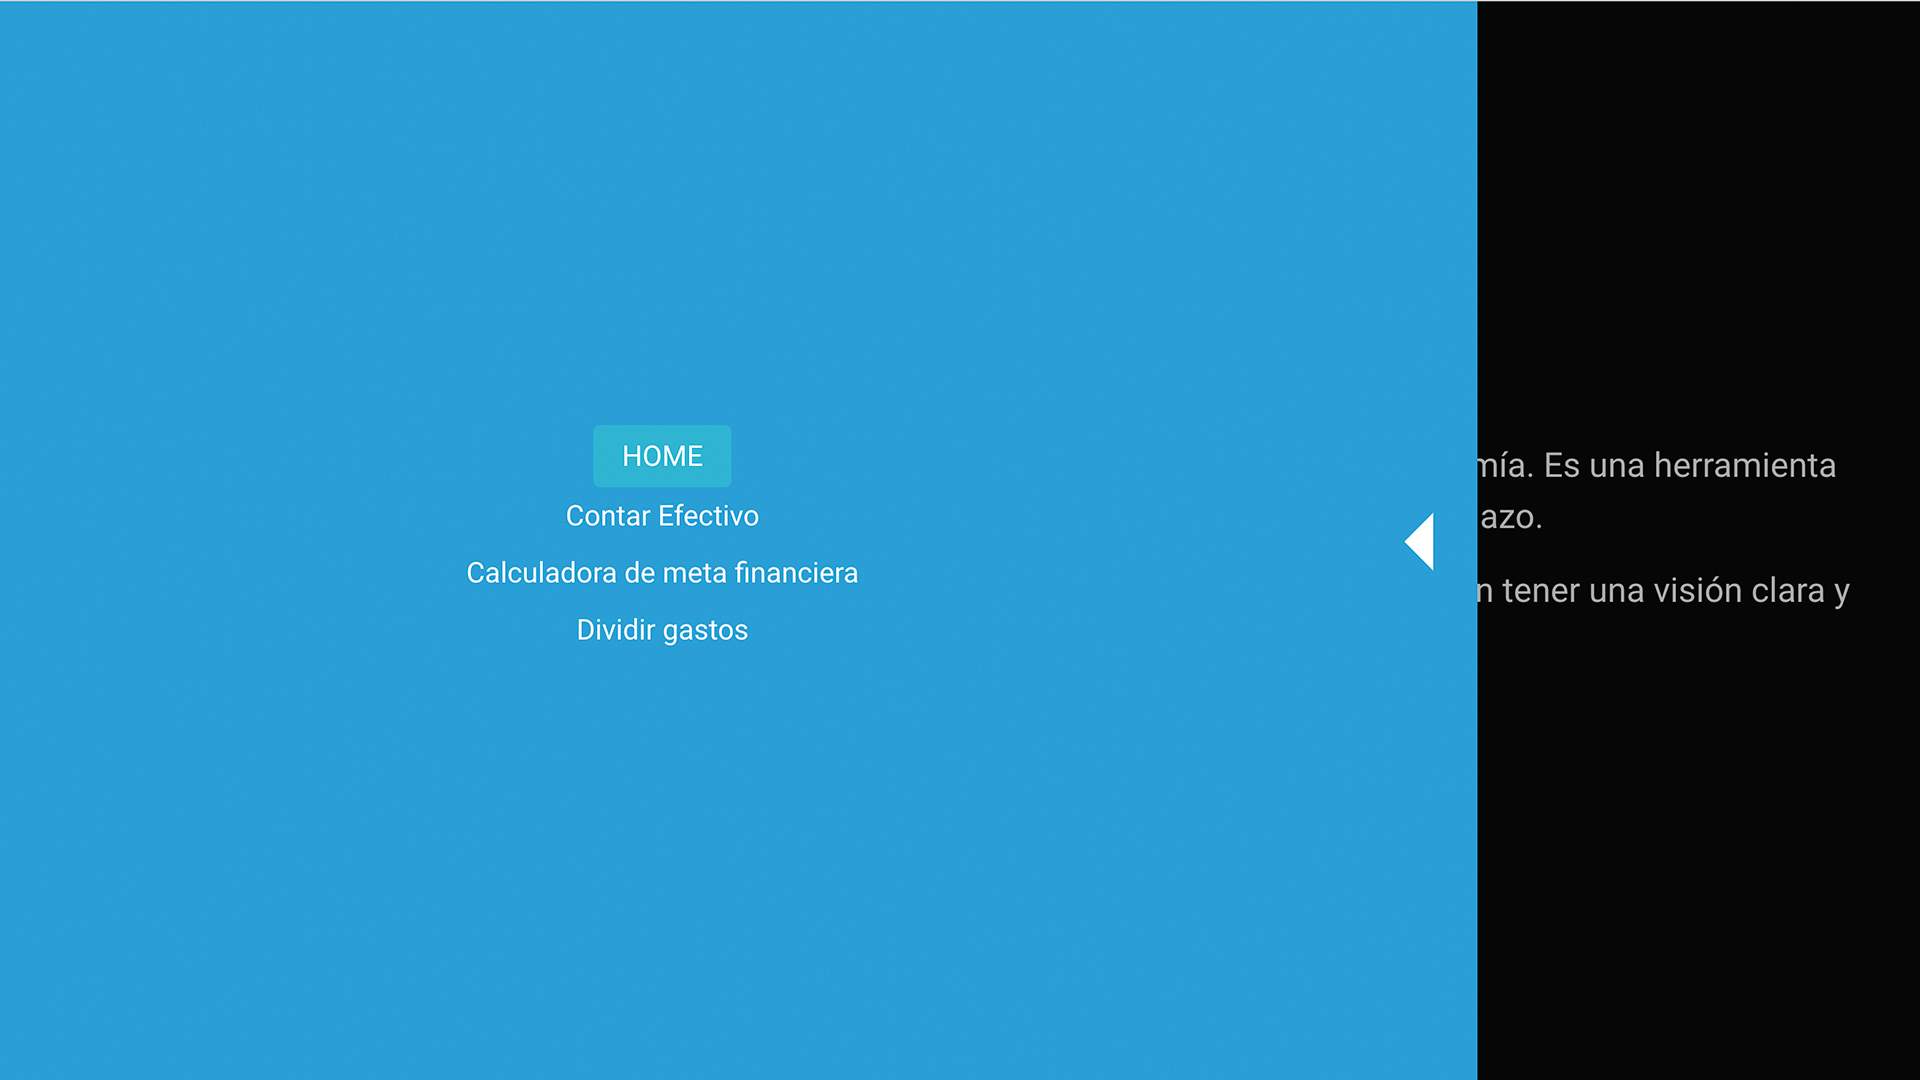 HOME
Contar Efectivo
Calculadora de meta financiera
Dividir gastos
mía. Es una herramienta
azo.
n tener una visión clara y